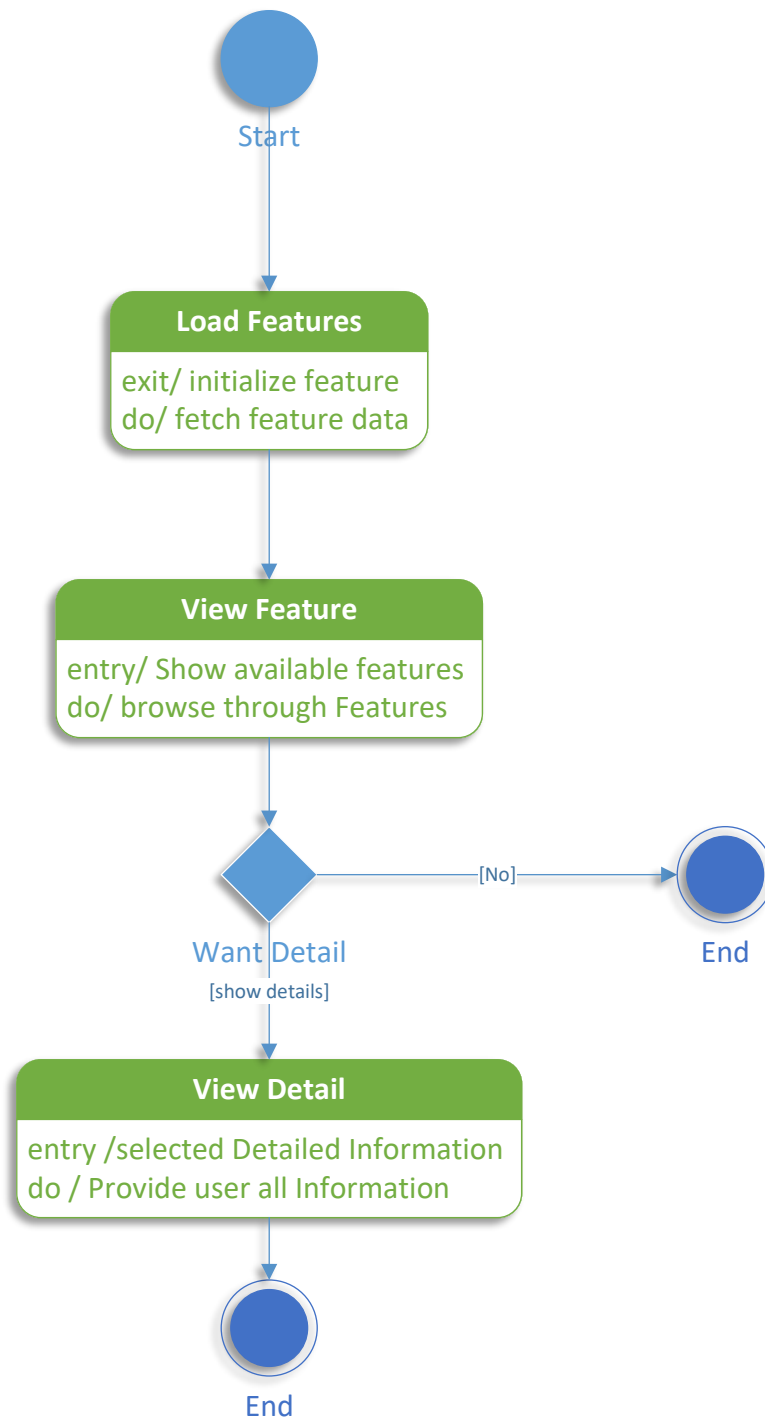 Start
Load Features
exit/ initialize feature
do/ fetch feature data
View Feature
entry/ Show available features
do/ browse through Features
[No]
Want Detail
End
[show details]
View Detail
entry /selected Detailed Information
do / Provide user all Information
End